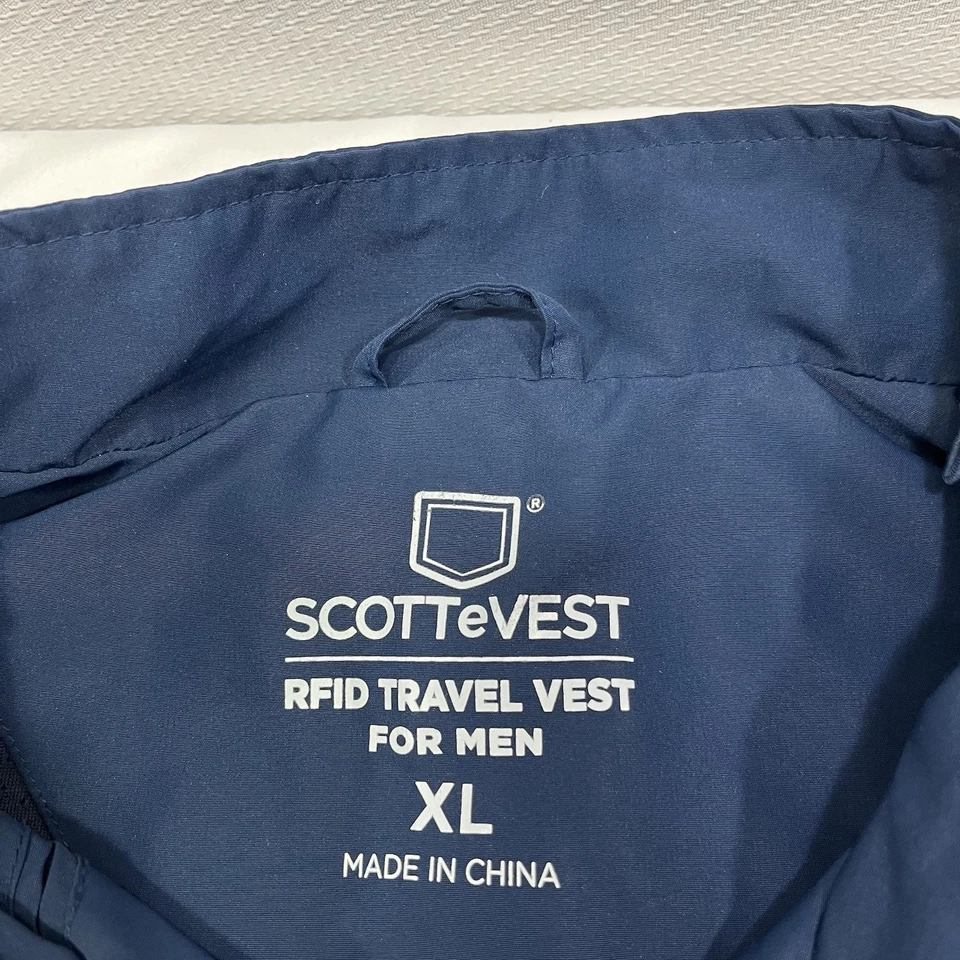 ®
SCOTTeVEST
RFID TRAVEL VEST
FOR MEN
XL
MADE IN CHINA